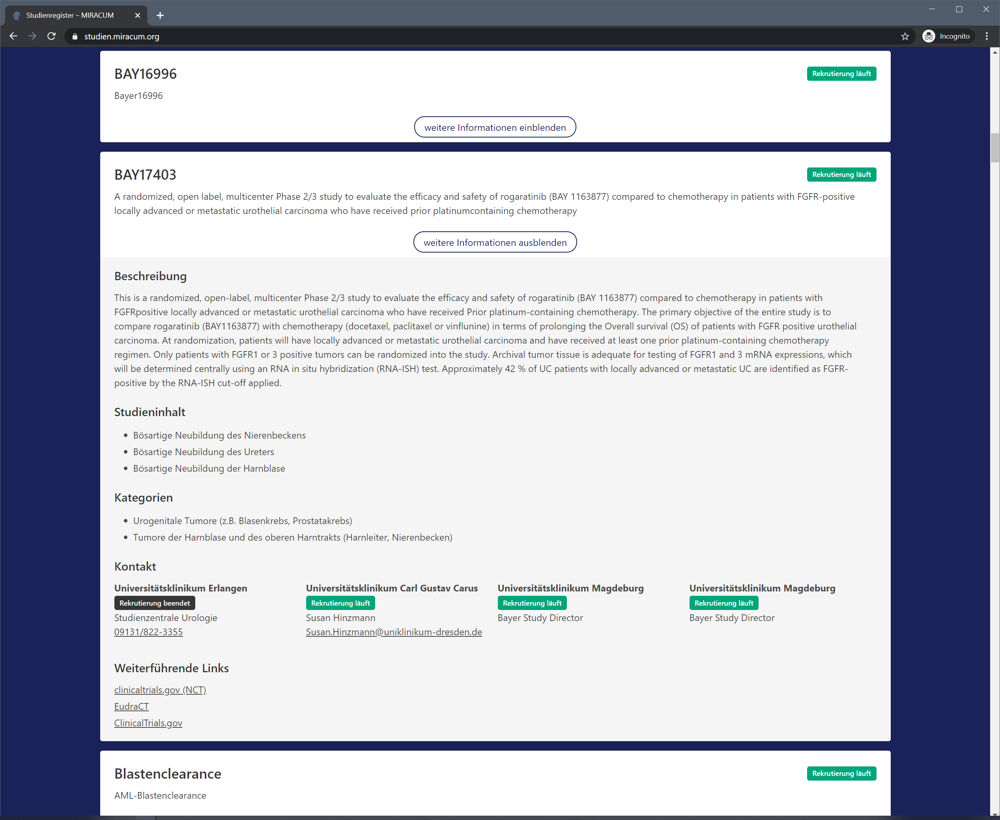 Studienregister – MIRACUM
studien.miracum.org
Incognito
BAY16996
Rekrutierung läuft
Bayer16996
weitere Informationen einblenden
BAY17403
Rekrutierung läuft
A randomized, open label, multicenter Phase 2/3 study to evaluate the efficacy and safety of rogaratinib (BAY 1163877) compared to chemotherapy in patients with FGFR-positive
locally advanced or metastatic urothelial carcinoma who have received prior platinumcontaining chemotherapy
weitere Informationen ausblenden
Beschreibung
This is a randomized, open-label, multicenter Phase 2/3 study to evaluate the efficacy and safety of rogaratinib (BAY 1163877) compared to chemotherapy in patients with
FGFRpositive locally advanced or metastatic urothelial carcinoma who have received Prior platinum-containing chemotherapy. The primary objective of the entire study is to
compare rogaratinib (BAY1163877) with chemotherapy (docetaxel, paclitaxel or vinflunine) in terms of prolonging the Overall survival (OS) of patients with FGFR positive urothelial
carcinoma. At randomization, patients will have locally advanced or metastatic urothelial carcinoma and have received at least one prior platinum-containing chemotherapy
regimen. Only patients with FGFR1 or 3 positive tumors can be randomized into the study. Archival tumor tissue is adequate for testing of FGFR1 and 3 mRNA expressions, which
will be determined centrally using an RNA in situ hybridization (RNA-ISH) test. Approximately 42 % of UC patients with locally advanced or metastatic UC are identified as FGFR-
positive by the RNA-ISH cut-off applied.
Studieninhalt
• Bösartige Neubildung des Nierenbeckens
• Bösartige Neubildung des Ureters
• Bösartige Neubildung der Harnblase
Kategorien
• Urogenitale Tumore (z.B. Blasenkrebs, Prostatakrebs)
• Tumore der Harnblase und des oberen Harntrakts (Harnleiter, Nierenbecken)
Kontakt
Universitätsklinikum Erlangen
Rekrutierung beendet
Studienzentrale Urologie
09131/822-3355
Universitätsklinikum Carl Gustav Carus
Rekrutierung läuft
Susan Hinzmann
Susan.Hinzmann@uniklinikum-dresden.de
Universitätsklinikum Magdeburg
Rekrutierung läuft
Bayer Study Director
Universitätsklinikum Magdeburg
Rekrutierung läuft
Bayer Study Director
Weiterführende Links
clinicaltrials.gov (NCT)
EudraCT
ClinicalTrials.gov
Blastenclearance
Rekrutierung läuft
AML-Blastenclearance